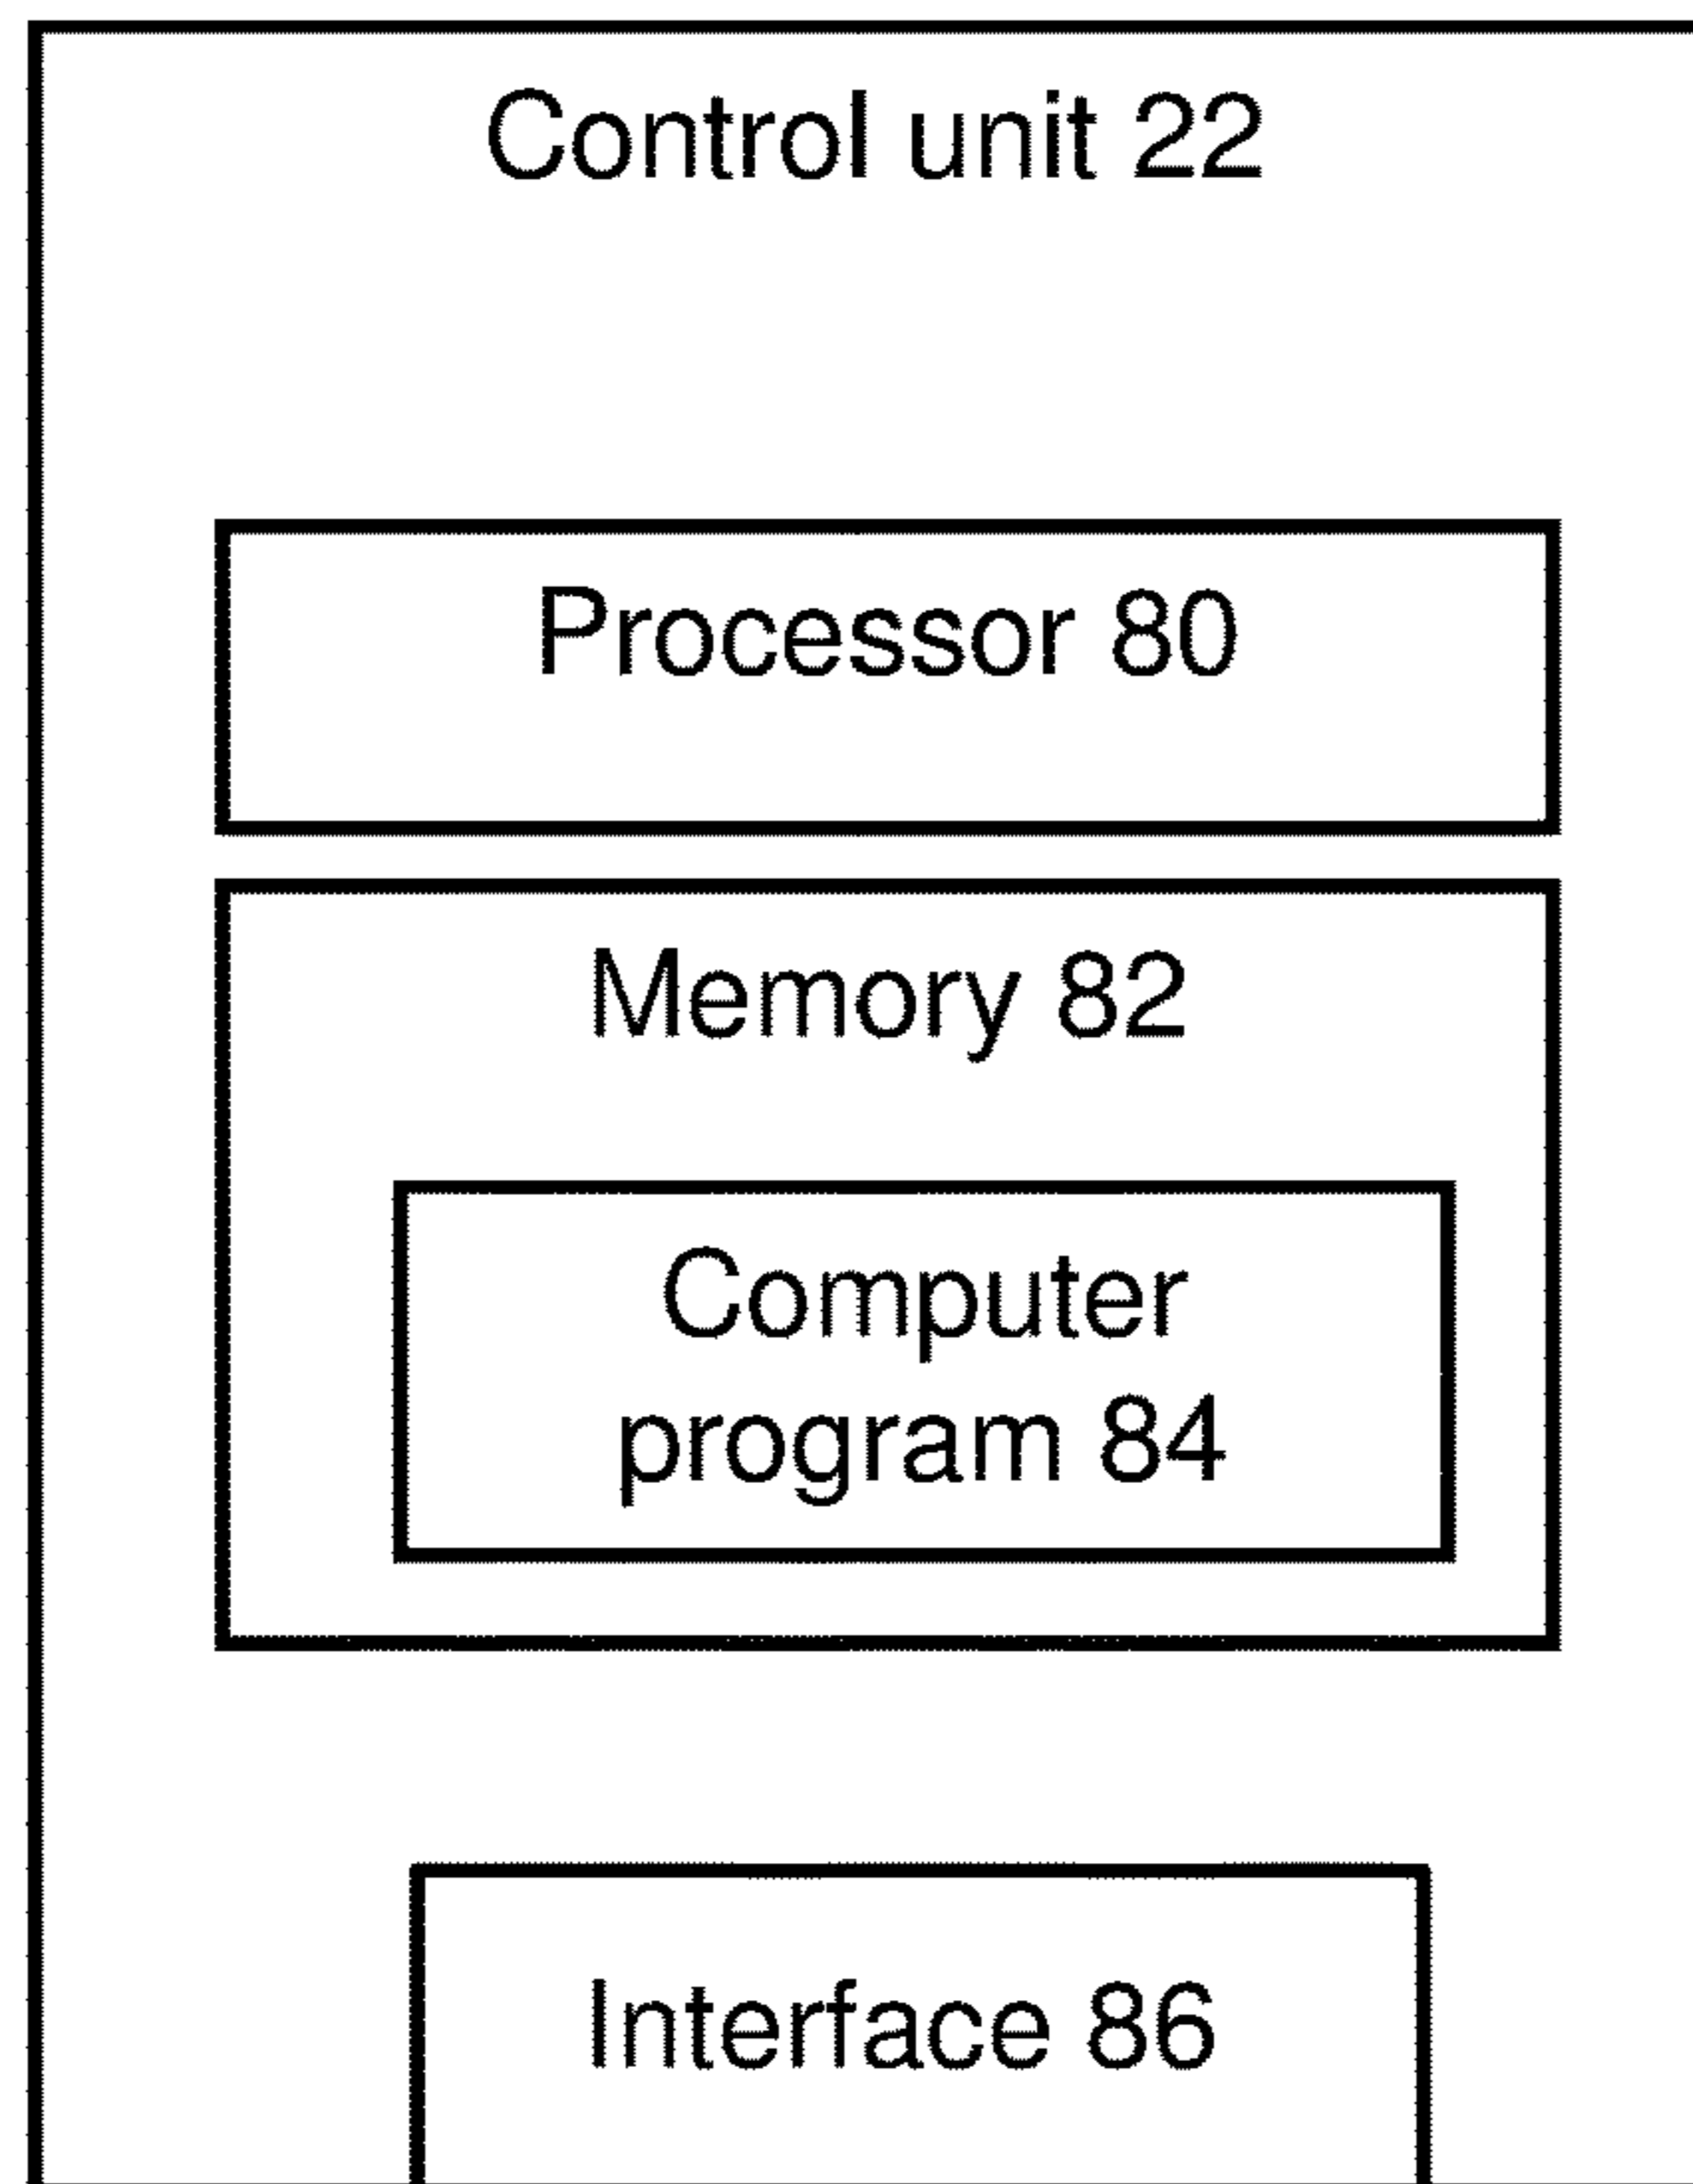 Control unit 22
Processor 80
Memory 82
Computer
program 84
Interface 86